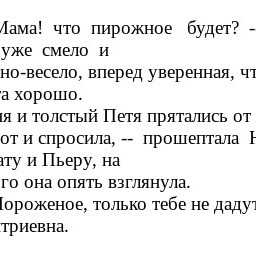 Мама! что пирожное будет? --
уже смело и
но-весело, вперед уверенная, чт
а хорошо.
я и толстый Петя прятались от
от и спросила, -- прошептала Н
ату и Пьеру, на
го она опять взглянула.
Мороженое, только тебе не дадут
триевна.